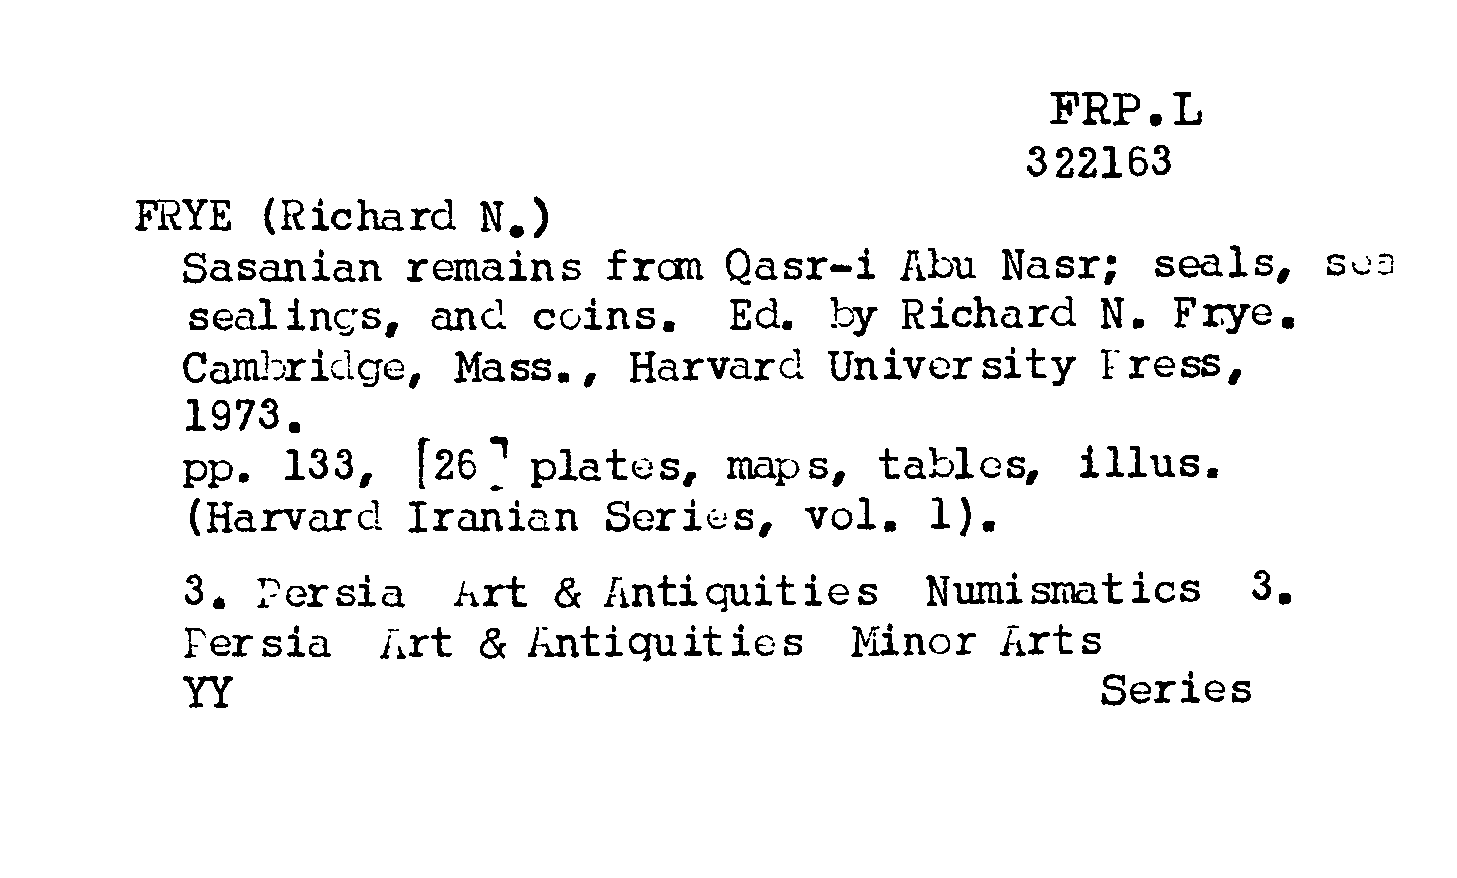 FRP.L
322163
FRYE (Richard N.)
Sasanian remains from Qasr-i Abu Nasr; seals, sea
sealings, and coins. Ed. by Richard N. Frye.
Cambridge, Mass., Harvard University Press,
1973.
pp. 133, [26] plates, maps, tables, illus.
(Harvard Iranian Series, vol. 1).
3. Persia Art & Antiquities Numismatics 3.
Persia Art & Antiquities Minor Arts
YY Series